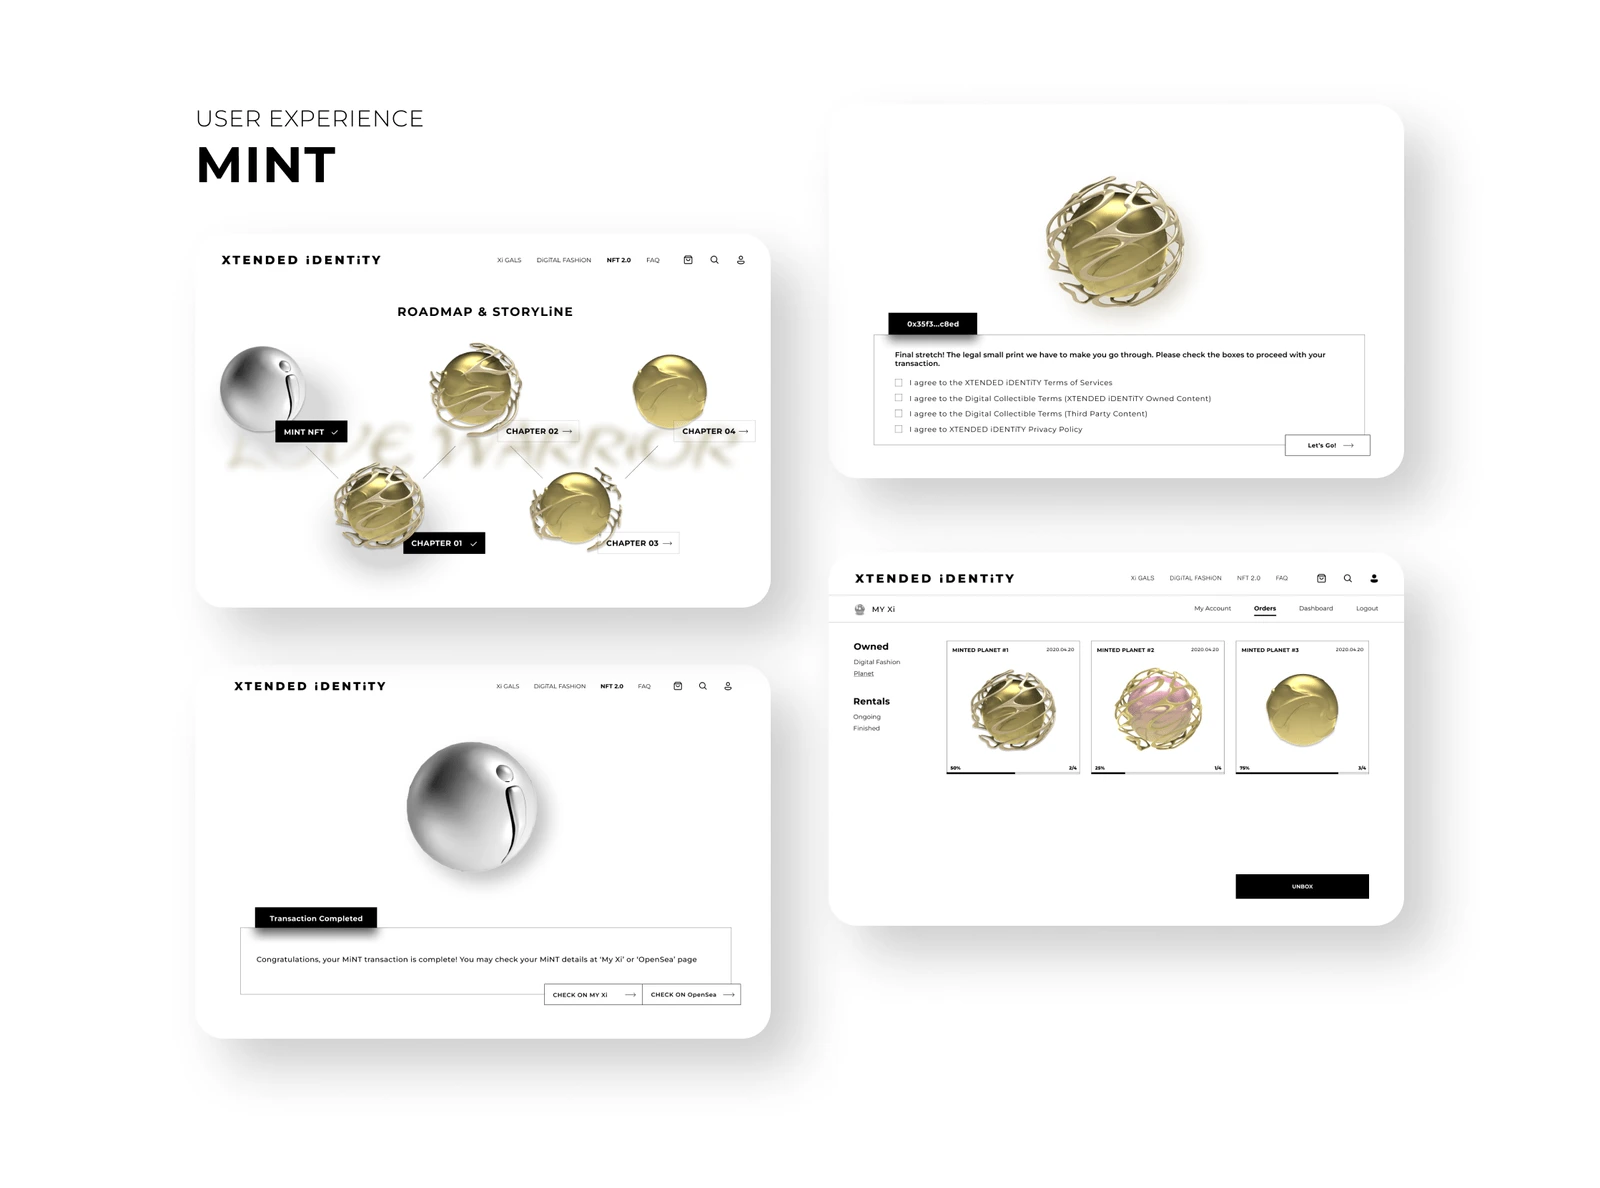 USER EXPERIENCE
MINT
XTENDED iDENTiTY
Xi GALS
DiGiTAL FASHiON
NFT 2.0
FAQ
ROADMAP & STORYLiNE
LOVE WARRIOR
MINT NFT
CHAPTER 02
CHAPTER 04
CHAPTER 01
CHAPTER 03
XTENDED iDENTiTY
Xi GALS
DiGiTAL FASHiON
NFT 2.0
FAQ
Transaction Completed
Congratulations, your MiNT transaction is complete! You may check your MiNT details at ‘My Xi’ or ‘OpenSea’ page
CHECK ON MY Xi
CHECK ON OpenSea
0x35f3...c8ed
Final stretch! The legal small print we have to make you go through. Please check the boxes to proceed with your
transaction.
I agree to the XTENDED iDENTiTY Terms of Services
I agree to the Digital Collectible Terms (XTENDED iDENTiTY Owned Content)
I agree to the Digital Collectible Terms (Third Party Content)
I agree to XTENDED iDENTiTY Privacy Policy
Let's Go!
XTENDED iDENTiTY
Xi GALS
DiGiTAL FASHiON
NFT 2.0
FAQ
MY Xi
My Account
Orders
Dashboard
Logout
Owned
Digital Fashion
Planet
Rentals
Ongoing
Finished
MINTED PLANET #1
2020.04.20
50%
2/4
MINTED PLANET #2
2020.04.20
25%
1/4
MINTED PLANET #3
2020.04.20
75%
3/4
UNBOX